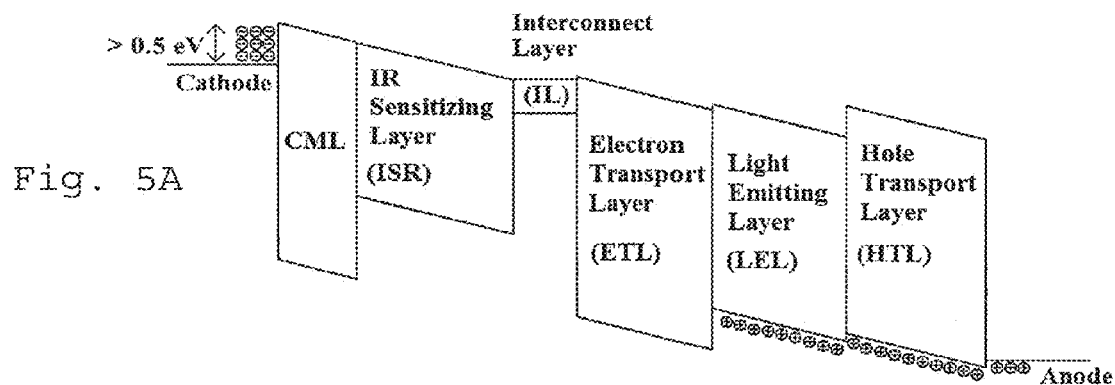 Interconnect
Layer
> 0.5 eV
Cathode
CML
IR
Sensitizing
Layer
(ISR)
(IL)
Electron
Transport
Layer
(ETL)
Light
Emitting
Layer
(LEL)
Hole
Transport
Layer
(HTL)
Anode
Fig. 5A